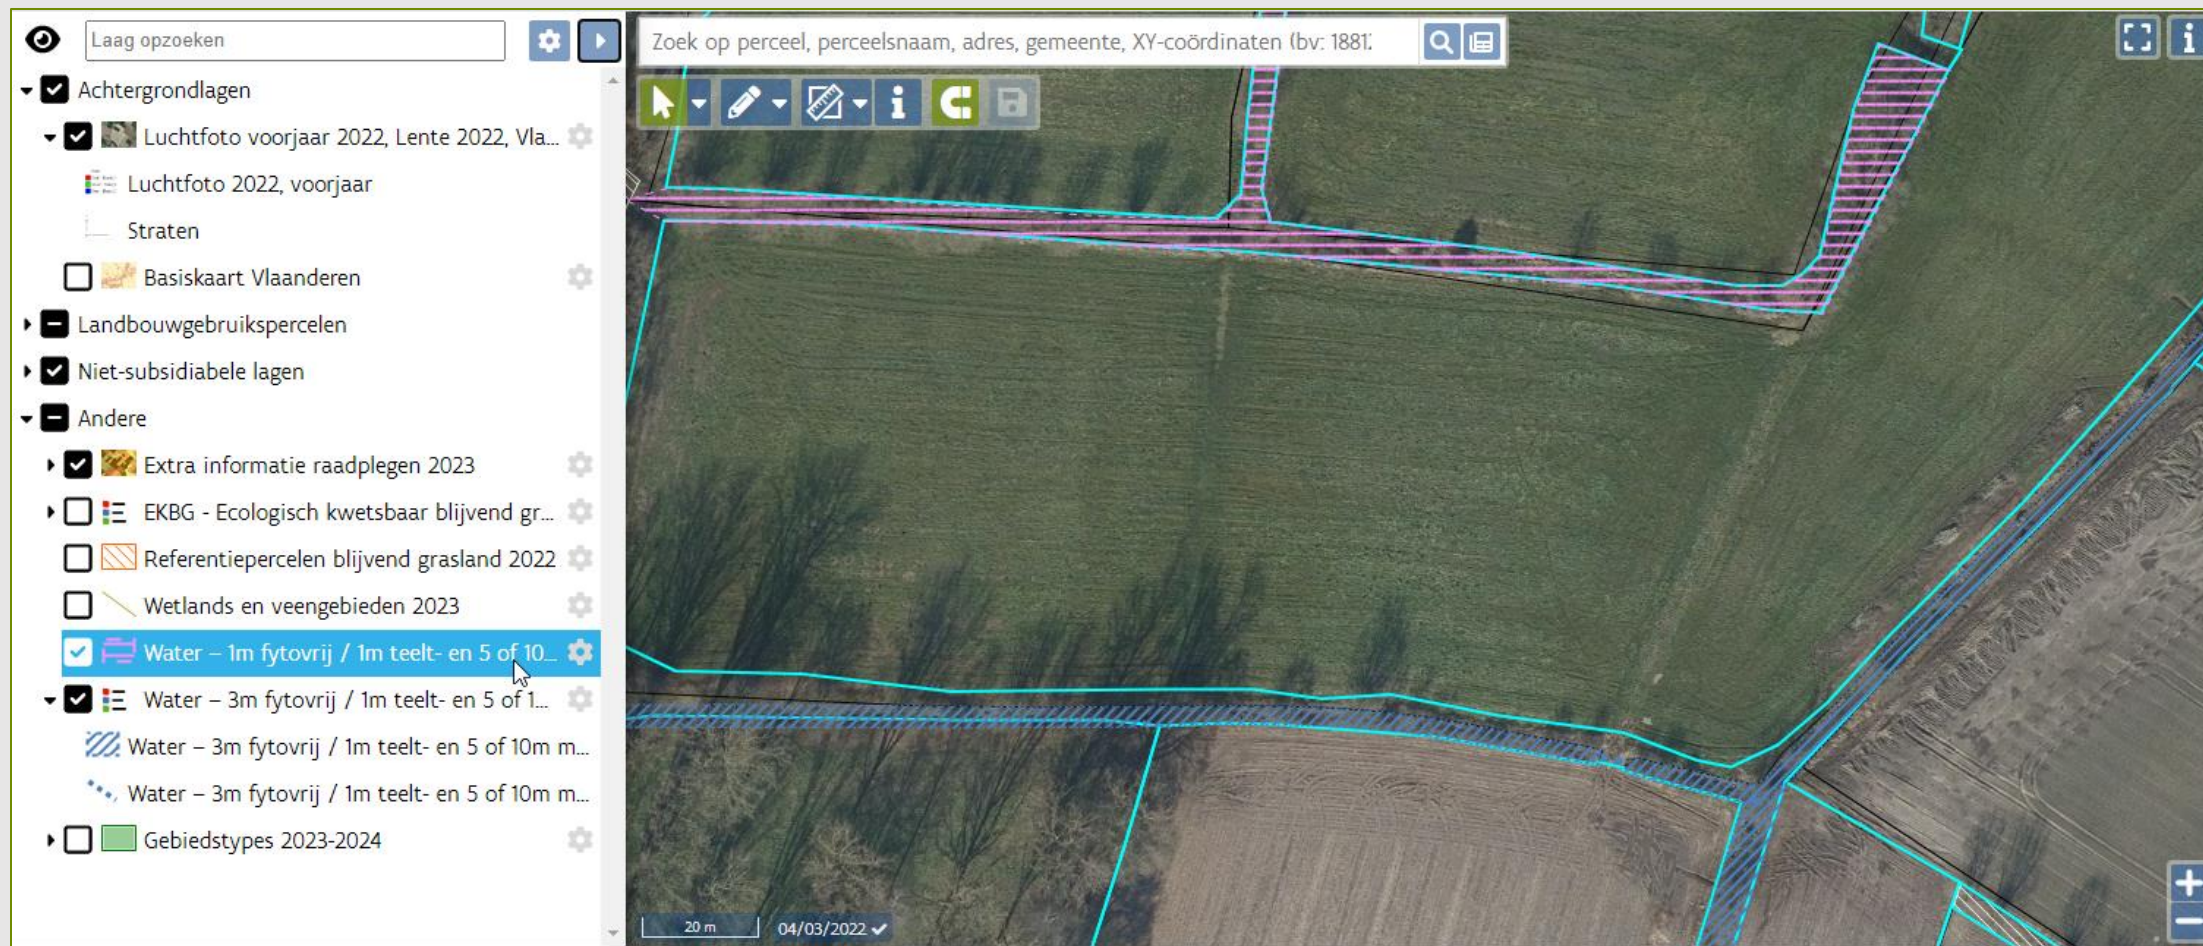 Laag opzoeken
Achtergrondlagen
Luchtfoto voorjaar 2022, Lente 2022, Vla...
Luchtfoto 2022, voorjaar
Straten
Basiskaart Vlaanderen
Landbouwgebruikspercelen
Niet-subsidiabele lagen
Andere
Extra informatie raadplegen 2023
EKBG - Ecologisch kwetsbaar blijvend gr...
Referentiepercelen blijvend grasland 2022
Wetlands en veengebieden 2023
Water – 1m fytovrij / 1m teelt- en 5 of 10...
Water – 3m fytovrij / 1m teelt- en 5 of 1...
Water – 3m fytovrij / 1m teelt- en 5 of 10m m...
Water – 3m fytovrij / 1m teelt- en 5 of 10m m...
Gebiedstypes 2023-2024
Zoek op perceel, perceelsnaam, adres, gemeente, XY-coördinaten (bv: 1881
20 m
04/03/2022